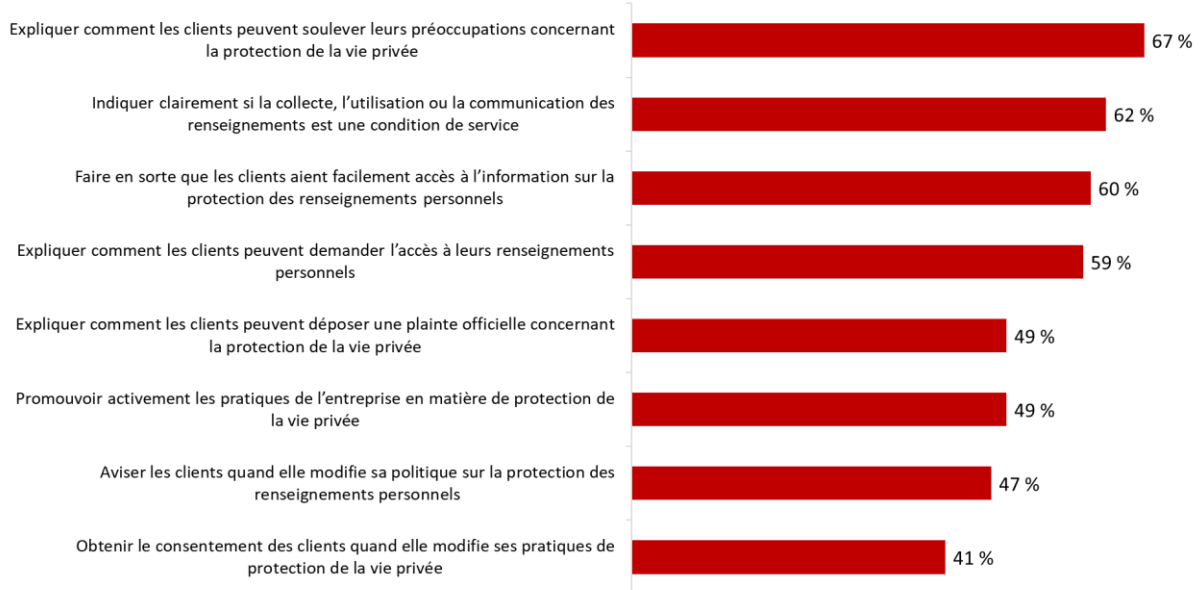 Expliquer comment les clients peuvent soulever leurs préoccupations concernant
la protection de la vie privée
67 %
Indiquer clairement si la collecte, l’utilisation ou la communication des
renseignements est une condition de service
62 %
Faire en sorte que les clients aient facilement accès à l’information sur la
protection des renseignements personnels
60 %
Expliquer comment les clients peuvent demander l’accès à leurs renseignements
personnels
59 %
Expliquer comment les clients peuvent déposer une plainte officielle concernant
la protection de la vie privée
49 %
Promouvoir activement les pratiques de l’entreprise en matière de protection de
la vie privée
49 %
Aviser les clients quand elle modifie sa politique sur la protection des
renseignements personnels
47 %
Obtenir le consentement des clients quand elle modifie ses pratiques de
protection de la vie privée
41 %